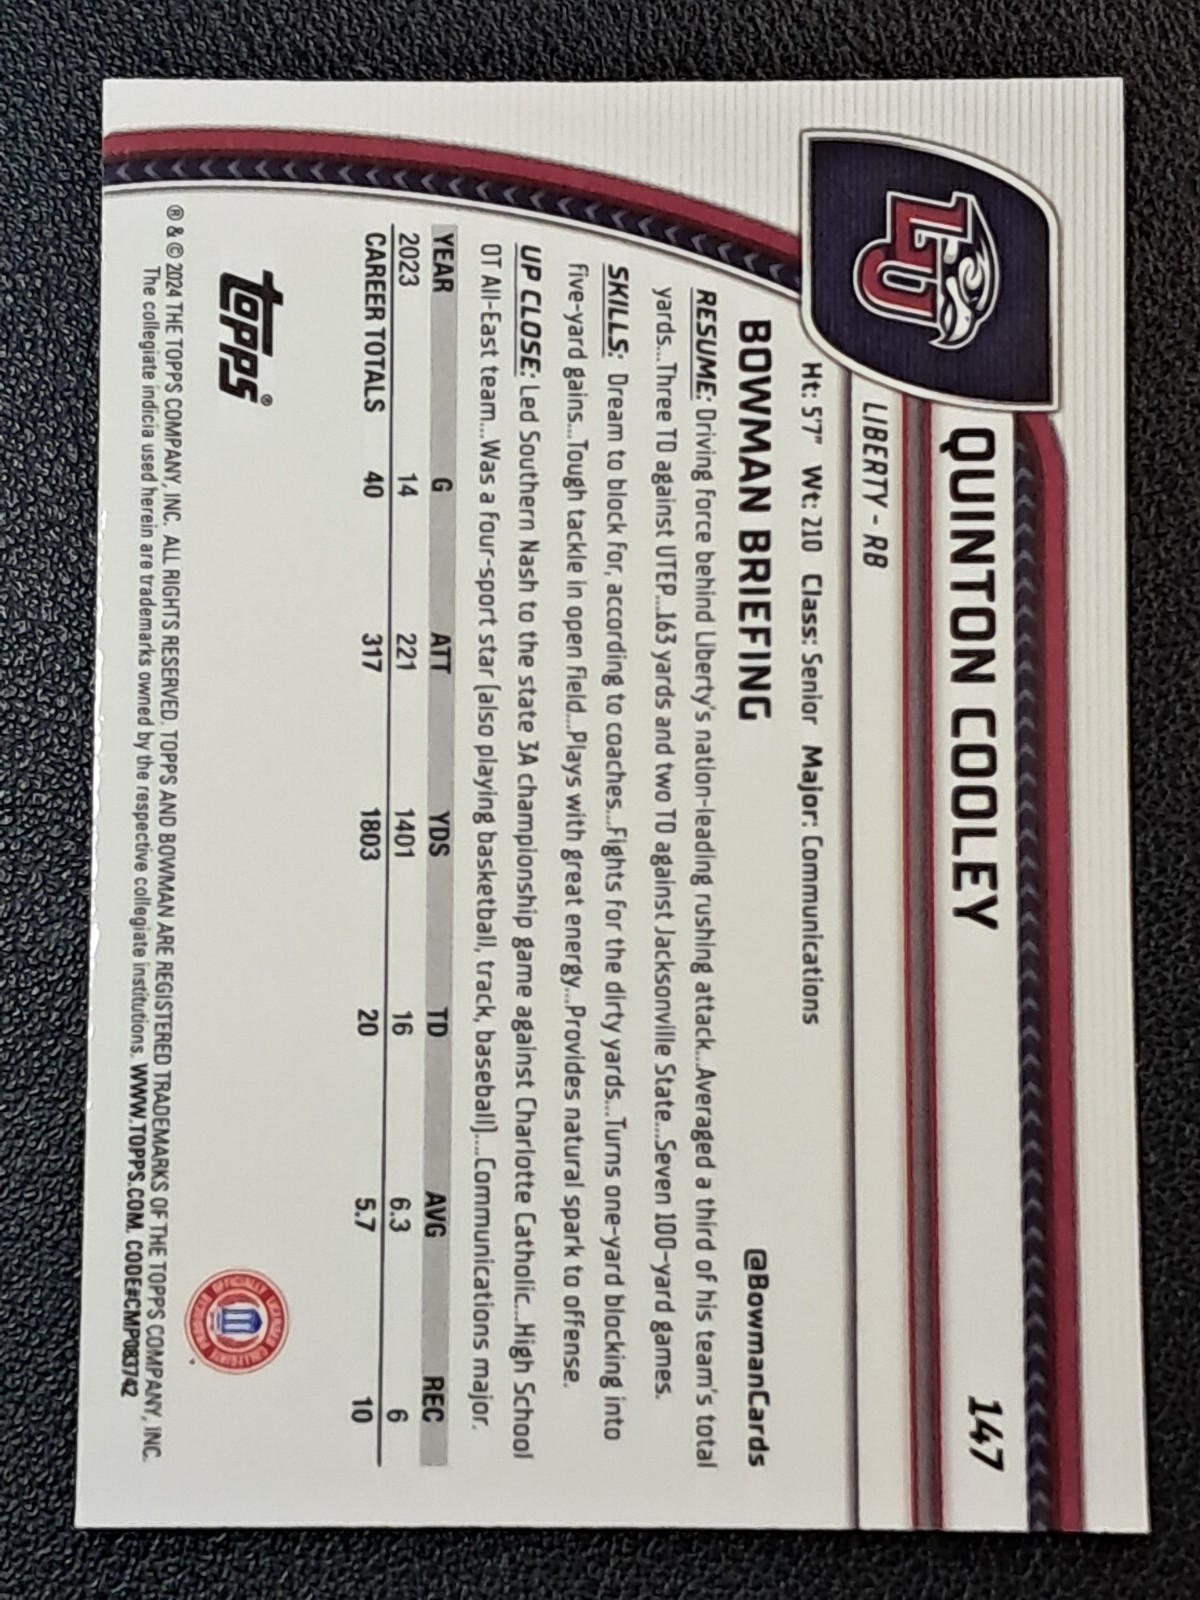 LU
QUINTON COOLEY
147
LIBERTY - RB
Ht: 5'7" Wt: 210 Class: Senior Major: Communications
BOWMAN BRIEFING
@BowmanCards
RESUME: Driving force behind Liberty's nation-leading rushing attack...Averaged a third of his team's total
yards...Three TD against UTEP...163 yards and two TD against Jacksonville State...Seven 100-yard games.
SKILLS: Dream to block for, according to coaches...Fights for the dirty yards...Turns one-yard blocking into
five-yard gains...Tough tackle in open field...Plays with great energy...Provides natural spark to offense.
UP CLOSE: Led Southern Nash to the state 3A championship game against Charlotte Catholic...High School
OT All-East team...Was a four-sport star (also playing basketball, track, baseball)....Communications major.
YEAR G ATT YDS TD AVG REC
2023 14 221 1401 16 6.3 6
CAREER TOTALS 40 317 1803 20 5.7 10
topps®
® & © 2024 THE TOPPS COMPANY, INC. ALL RIGHTS RESERVED. TOPPS AND BOWMAN ARE REGISTERED TRADEMARKS OF THE TOPPS COMPANY, INC.
The collegiate indicia used herein are trademarks owned by the respective collegiate institutions. WWW.TOPPS.COM. CODE#CMP083742
OFFICIALLY LICENSED COLLEGIATE PRODUCTS